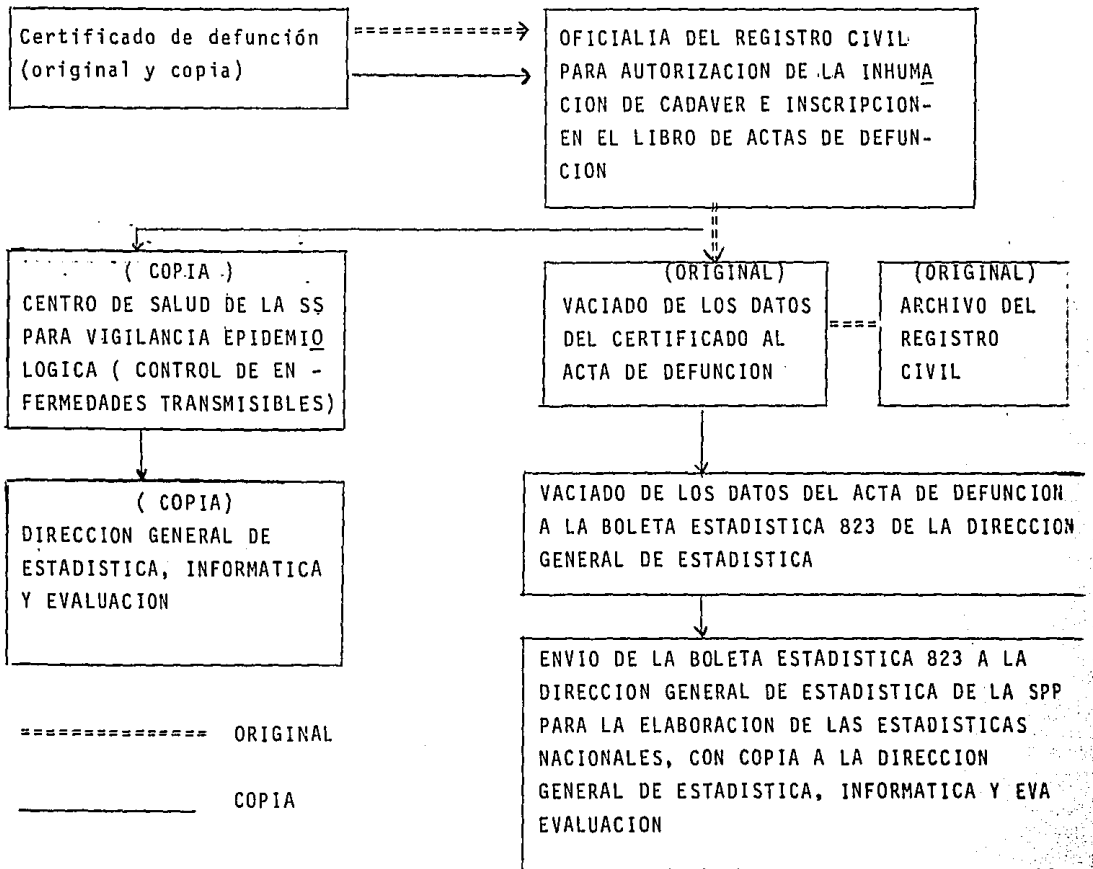 Certificado de defunción
(original y copia)
OFICIALIA DEL REGISTRO CIVIL
PARA AUTORIZACION DE LA INHUMA
CION DE CADAVER E INSCRIPCION-
EN EL LIBRO DE ACTAS DE DEFUN-
CION
( COPIA )
CENTRO DE SALUD DE LA SS
PARA VIGILANCIA EPIDEMIO
LOGICA ( CONTROL DE EN -
FERMEDADES TRANSMISIBLES)
(ORIGINAL)
VACIADO DE LOS DATOS
DEL CERTIFICADO AL
ACTA DE DEFUNCION
(ORIGINAL)
ARCHIVO DEL
REGISTRO
CIVIL
( COPIA)
DIRECCION GENERAL DE
ESTADISTICA, INFORMATICA
Y EVALUACION
VACIADO DE LOS DATOS DEL ACTA DE DEFUNCION
A LA BOLETA ESTADISTICA 823 DE LA DIRECCION
GENERAL DE ESTADISTICA
ENVIO DE LA BOLETA ESTADISTICA 823 A LA
DIRECCION GENERAL DE ESTADISTICA DE LA SPP
PARA LA ELABORACION DE LAS ESTADISTICAS
NACIONALES, CON COPIA A LA DIRECCION
GENERAL DE ESTADISTICA, INFORMATICA Y EVA
EVALUACION
ORIGINAL
COPIA